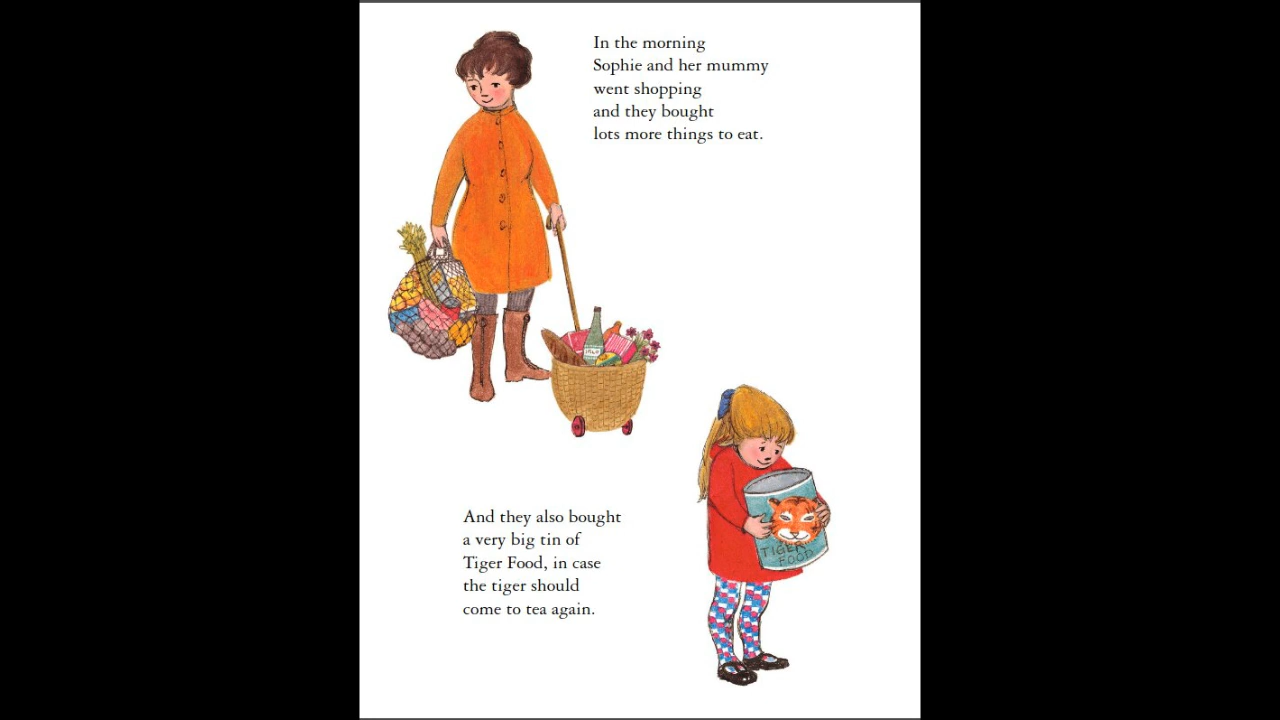 In the morning
Sophie and her mummy
went shopping
and they bought
lots more things to eat.
And they also bought
a very big tin of
Tiger Food, in case
the tiger should
come to tea again.
TIGER
FOOD